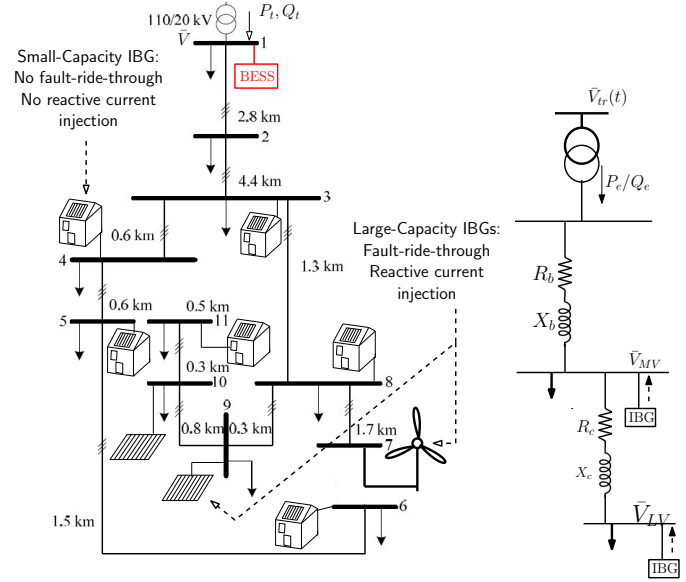 110/20 kV
P_t, Q_t
V̄
1
BESS
Small-Capacity IBG:
No fault-ride-through
No reactive current
injection
2.8 km
2
4.4 km
3
0.6 km
4
1.3 km
Large-Capacity IBGs:
Fault-ride-through
Reactive current
injection
0.6 km
0.5 km
5
11
0.3 km
10
8
9
0.8 km
0.3 km
1.7 km
7
6
1.5 km
V̄_tr(t)
P_e/Q_e
R_b
X_b
V̄_MV
IBG
R_c
X_c
V̄_LV
IBG